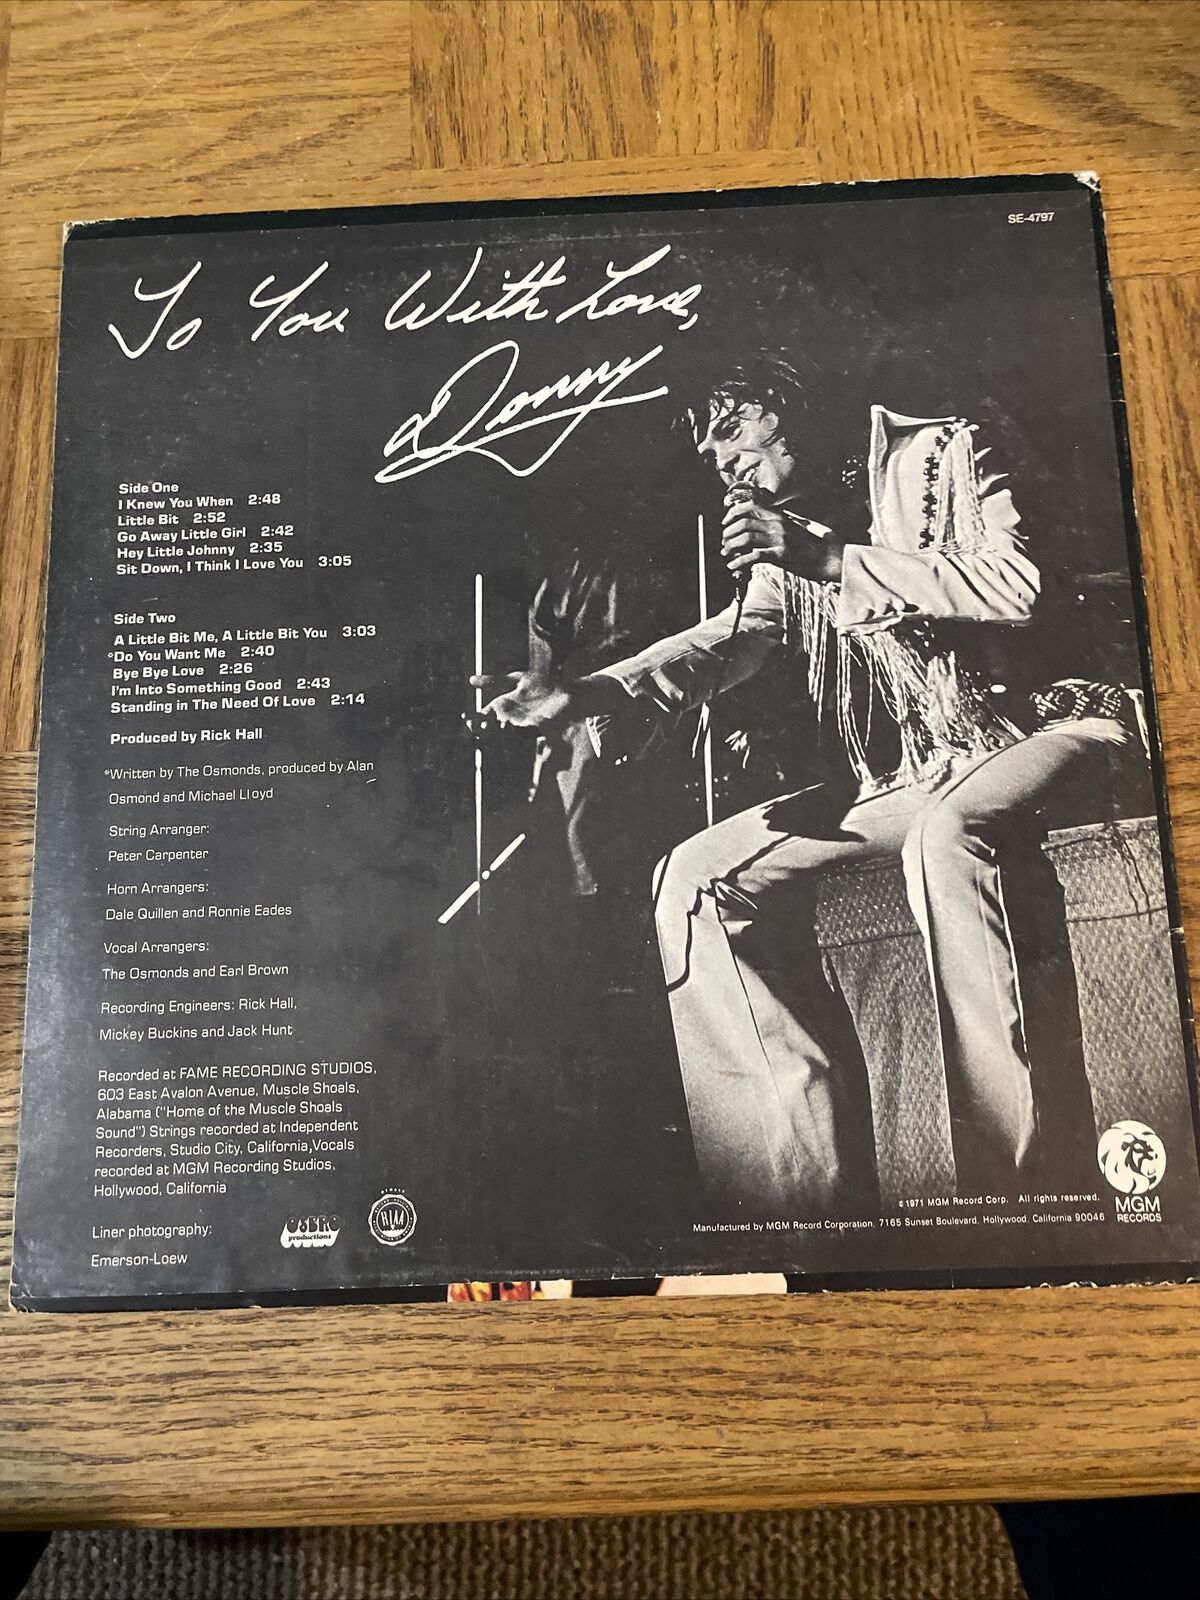 SE-4797
To You With Love,
Donny
Side One
I Knew You When 2:48
Little Bit 2:52
Go Away Little Girl 2:42
Hey Little Johnny 2:35
Sit Down, I Think I Love You 3:05
Side Two
A Little Bit Me, A Little Bit You 3:03
*Do You Want Me 2:40
Bye Bye Love 2:26
I'm Into Something Good 2:43
Standing in The Need Of Love 2:14
Produced by Rick Hall
*Written by The Osmonds, produced by Alan
Osmond and Michael Lloyd
String Arranger:
Peter Carpenter
Horn Arrangers:
Dale Quillen and Ronnie Eades
Vocal Arrangers:
The Osmonds and Earl Brown
Recording Engineers: Rick Hall,
Mickey Buckins and Jack Hunt
Recorded at FAME RECORDING STUDIOS,
603 East Avalon Avenue, Muscle Shoals,
Alabama ("Home of the Muscle Shoals
Sound") Strings recorded at Independent
Recorders, Studio City, California, Vocals
recorded at MGM Recording Studios,
Hollywood, California
Liner photography:
Emerson-Loew
productions
©1971 MGM Record Corp. All rights reserved.
Manufactured by MGM Record Corporation, 7165 Sunset Boulevard, Hollywood, California 90046
MGM
RECORDS